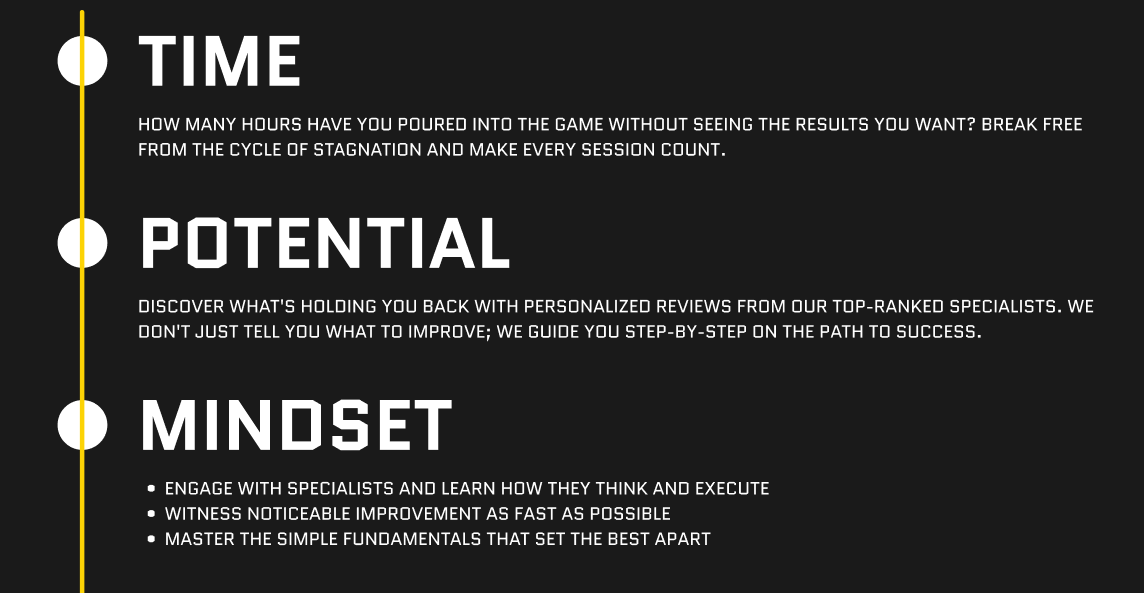 TIME
HOW MANY HOURS HAVE YOU POURED INTO THE GAME WITHOUT SEEING THE RESULTS YOU WANT? BREAK FREE
FROM THE CYCLE OF STAGNATION AND MAKE EVERY SESSION COUNT.
POTENTIAL
DISCOVER WHAT'S HOLDING YOU BACK WITH PERSONALIZED REVIEWS FROM OUR TOP-RANKED SPECIALISTS. WE
DON'T JUST TELL YOU WHAT TO IMPROVE; WE GUIDE YOU STEP-BY-STEP ON THE PATH TO SUCCESS.
MINDSET
• ENGAGE WITH SPECIALISTS AND LEARN HOW THEY THINK AND EXECUTE
• WITNESS NOTICEABLE IMPROVEMENT AS FAST AS POSSIBLE
• MASTER THE SIMPLE FUNDAMENTALS THAT SET THE BEST APART